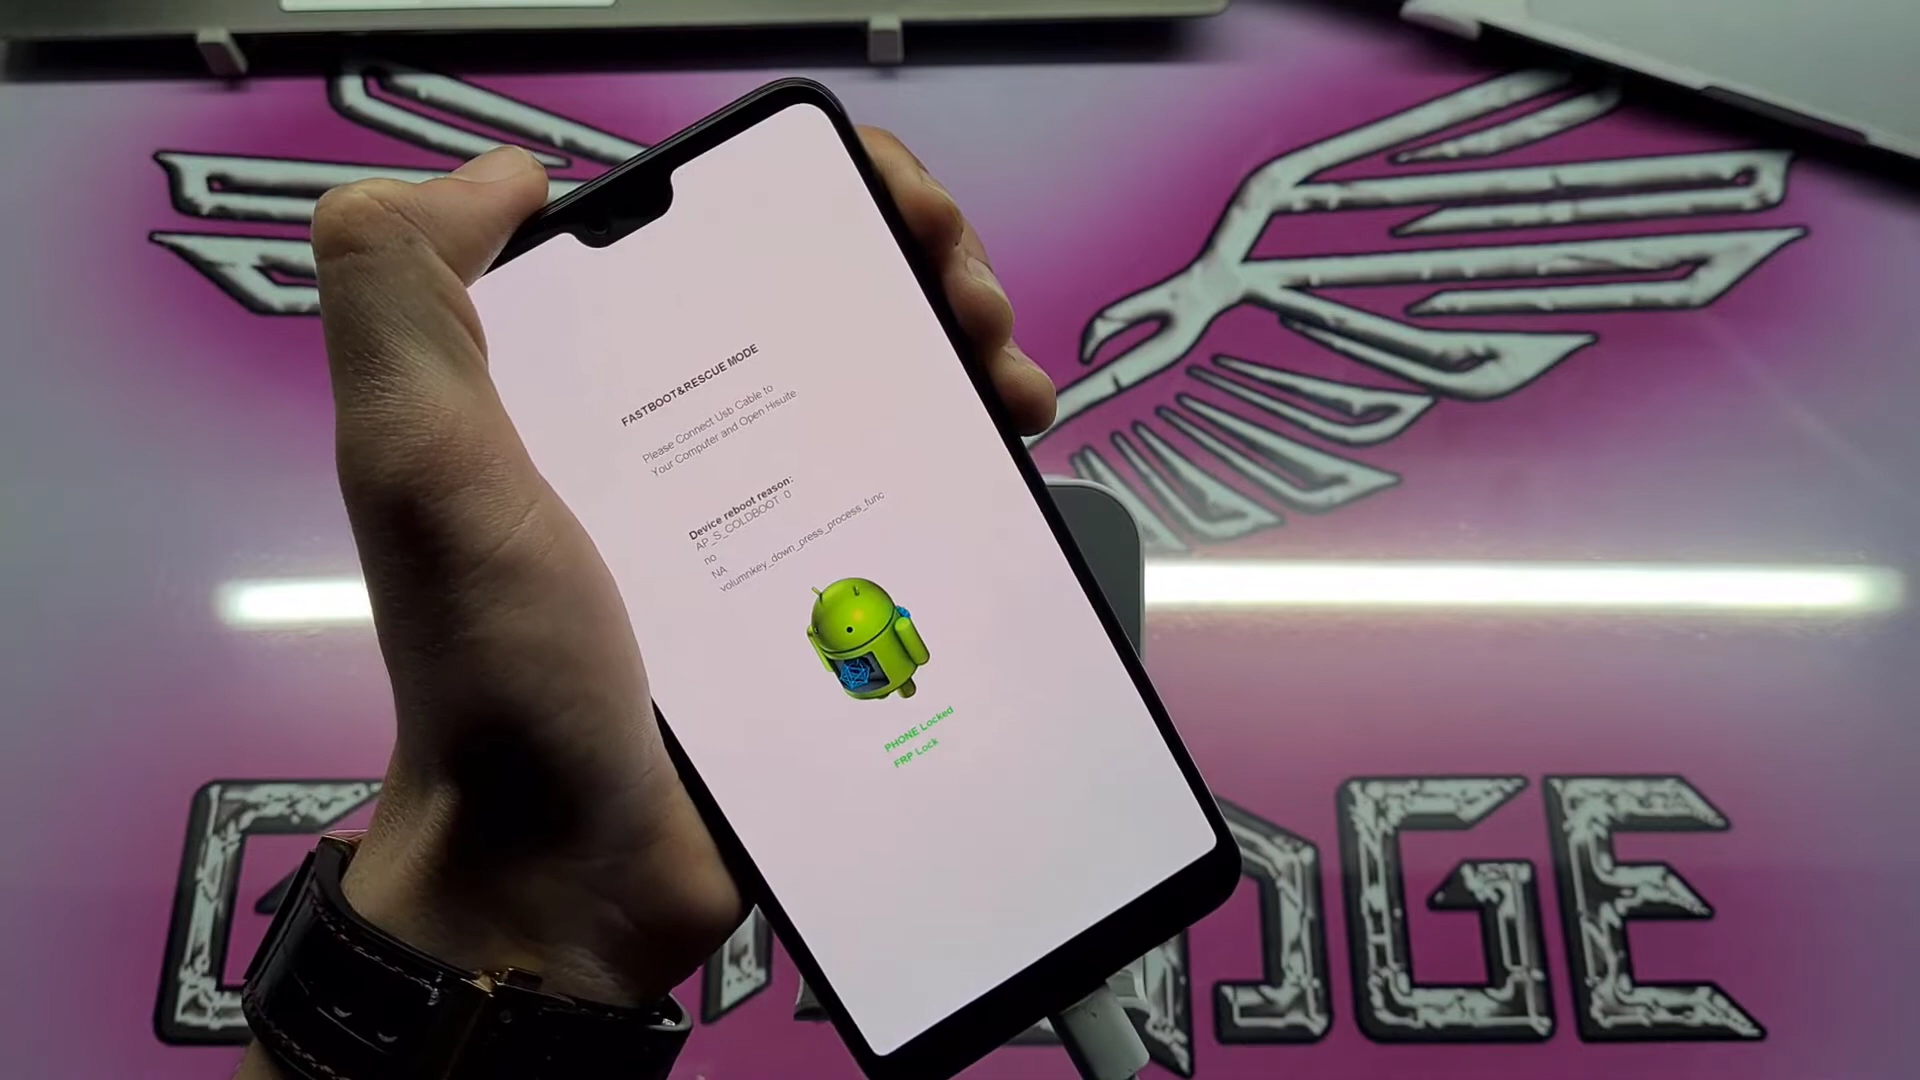 FASTBOOT&RESCUE MODE
Please Connect Usb Cable to
Your Computer and Open Hisuite
Device reboot reason:
AP_S_COLDBOOT 0
no
NA
volumnkey_down_press_process_func
PHONE Locked
FRP Lock